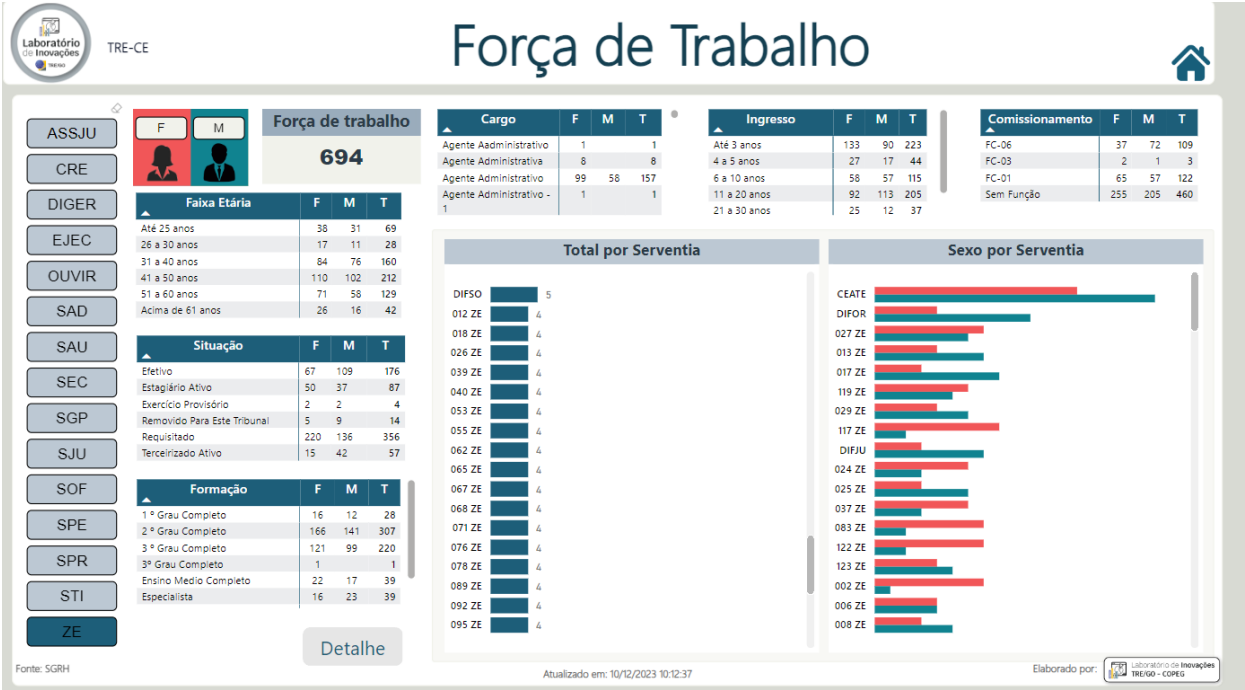 Laboratório
de Inovações
TRE/GO
TRE-CE
Força de Trabalho
ASSJU
CRE
DIGER
EJEC
OUVIR
SAD
SAU
SEC
SGP
SJU
SOF
SPE
SPR
STI
ZE
F M
Força de trabalho
694
Faixa Etária F M T
Até 25 anos 38 31 69
26 a 30 anos 17 11 28
31 a 40 anos 84 76 160
41 a 50 anos 110 102 212
51 a 60 anos 71 58 129
Acima de 61 anos 26 16 42
Situação F M T
Efetivo 67 109 176
Estagiário Ativo 50 37 87
Exercício Provisório 2 2 4
Removido Para Este Tribunal 5 9 14
Requisitado 220 136 356
Terceirizado Ativo 15 42 57
Formação F M T
1 º Grau Completo 16 12 28
2 º Grau Completo 166 141 307
3 º Grau Completo 121 99 220
3º Grau Completo 1 1
Ensino Medio Completo 22 17 39
Especialista 16 23 39
Detalhe
Cargo F M T
Agente Aadministrativo 1 1
Agente Administrativa 8 8
Agente Administrativo 99 58 157
Agente Administrativo - 1 1
1
Ingresso F M T
Até 3 anos 133 90 223
4 a 5 anos 27 17 44
6 a 10 anos 58 57 115
11 a 20 anos 92 113 205
21 a 30 anos 25 12 37
Comissionamento F M T
FC-06 37 72 109
FC-03 2 1 3
FC-01 65 57 122
Sem Função 255 205 460
Total por Serventia
DIFSO 5
012 ZE 4
018 ZE 4
026 ZE 4
039 ZE 4
040 ZE 4
053 ZE 4
055 ZE 4
062 ZE 4
065 ZE 4
067 ZE 4
068 ZE 4
071 ZE 4
076 ZE 4
078 ZE 4
089 ZE 4
092 ZE 4
095 ZE 4
Sexo por Serventia
CEATE
DIFOR
027 ZE
013 ZE
017 ZE
119 ZE
029 ZE
117 ZE
DIFJU
024 ZE
025 ZE
037 ZE
083 ZE
122 ZE
123 ZE
002 ZE
006 ZE
008 ZE
Fonte: SGRH
Atualizado em: 10/12/2023 10:12:37
Elaborado por:
Laboratório de Inovações
TRE/GO - COPEG